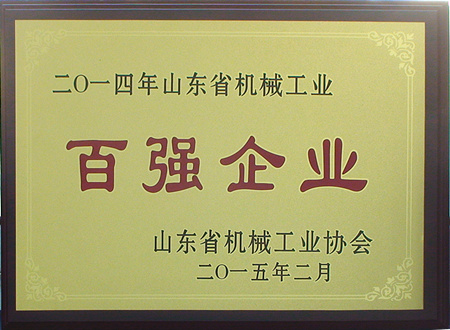 二〇一四年山东省机械工业
百强企业
山东省机械工业协会
二〇一五年二月